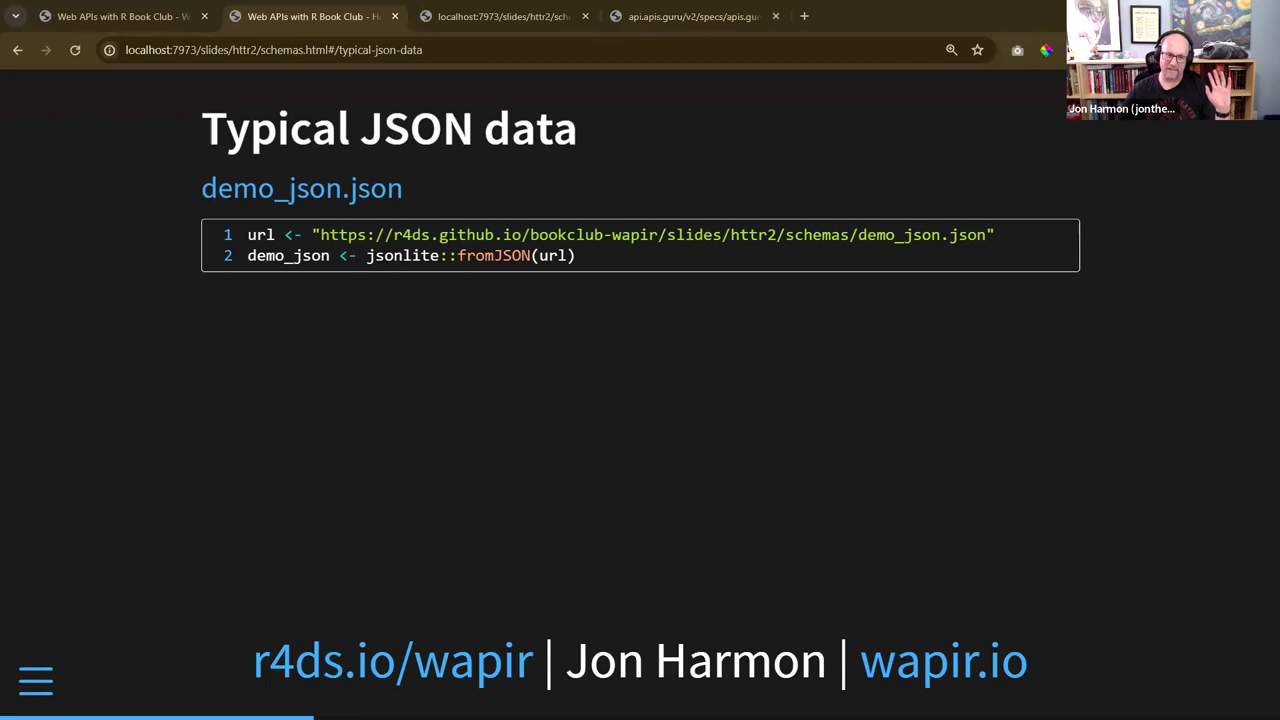 Web APIs with R Book Club - W
Web APIs with R Book Club - H
localhost:7973/slides/httr2/sche
api.apis.guru/v2/specs/apis.gur
localhost:7973/slides/httr2/schemas.html#/typical-json-data
Jon Harmon (jonthe...
Typical JSON data
demo_json.json
1 url <- "https://r4ds.github.io/bookclub-wapir/slides/httr2/schemas/demo_json.json"
2 demo_json <- jsonlite::fromJSON(url)
r4ds.io/wapir | Jon Harmon | wapir.io